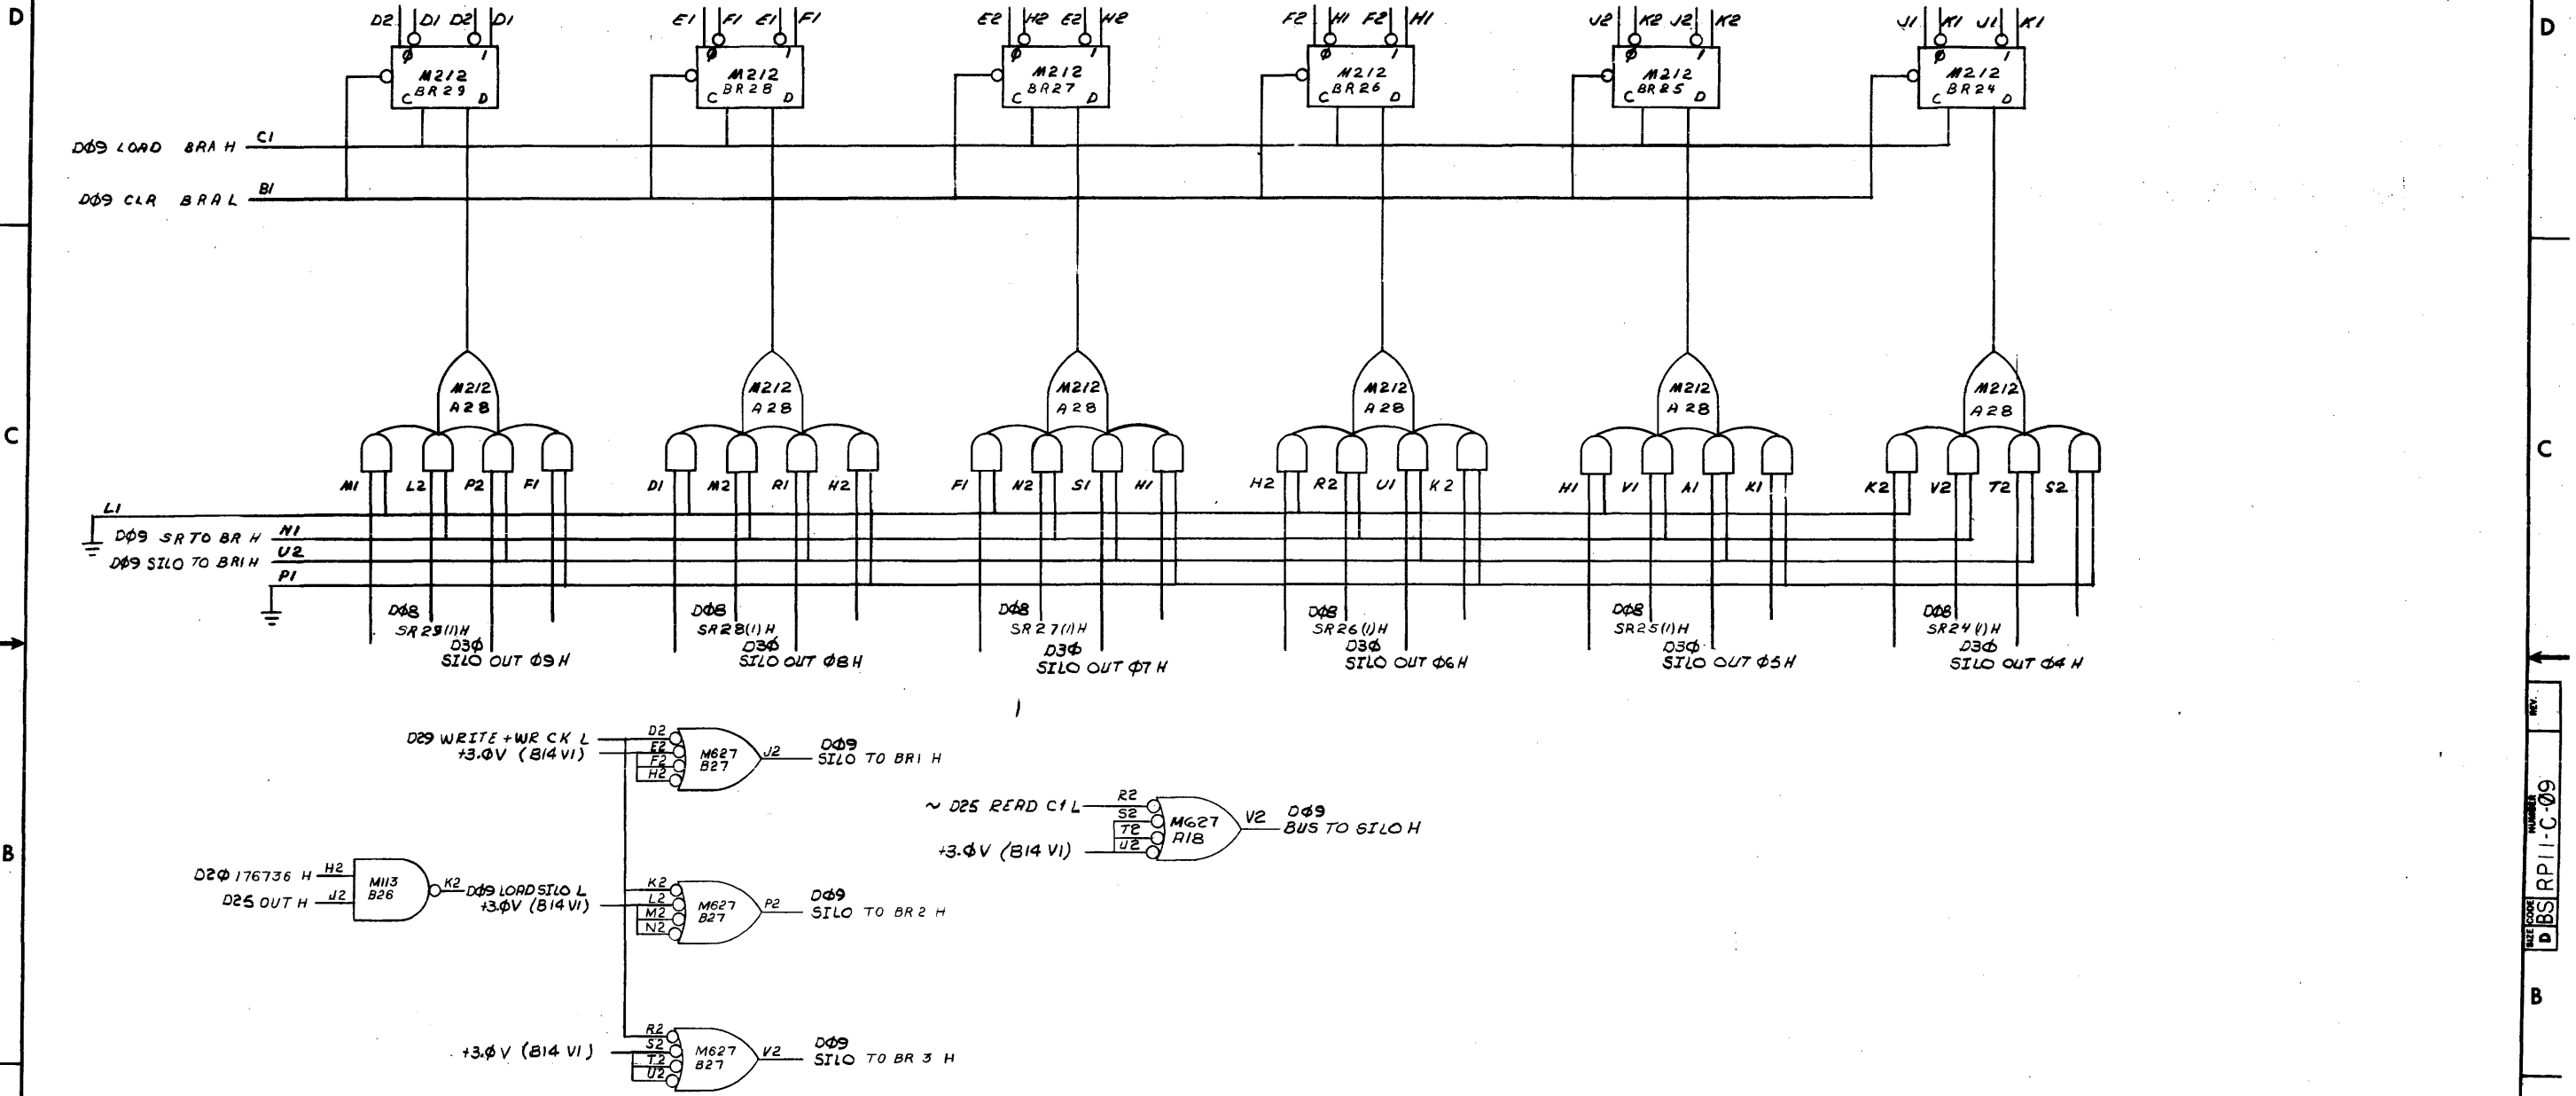 D
D2 D1 D2 D1 E1 F1 E1 F1 E2 H2 E2 H2 F2 H1 F2 H1 J2 K2 J2 K2 J1 K1 J1 K1
D
Ø 1 Ø 1 Ø 1 Ø 1 Ø 1 Ø 1
M212 M212 M212 M212 M212 M212
BR29 BR28 BR27 BR26 BR25 BR24
C D C D C D C D C D C D
DØ9 LOAD BRA H C1
DØ9 CLR BRA L B1
M212 M212 M212 M212 M212 M212
A28 A28 A28 A28 A28 A28
C
C
M1 L2 P2 F1 D1 M2 R1 H2 F1 N2 S1 H1 H2 R2 U1 K2 H1 V1 A1 K1 K2 V2 T2 S2
L1
DØ9 SR TO BR H N1
DØ9 SILO TO BR1 H U2
P1
DØ8 DØ8 DØ8 DØ8 DØ8 DØ8
SR29(1)H SR28(1)H SR27(1)H SR26(1)H SR25(1)H SR24(1)H
D3Ø D3Ø D3Ø D3Ø D3Ø D3Ø
SILO OUT Ø9 H SILO OUT Ø8 H SILO OUT Ø7 H SILO OUT Ø6 H SILO OUT Ø5 H SILO OUT Ø4 H
D29 WRITE + WR CK L
+3.0V (B14 V1)
D2
E2
F2
H2
M627
B27
J2
DØ9
SILO TO BR1 H
~ D25 READ C1 L
+3.ØV (B14 V1)
R2
S2
T2
U2
M627
A18
V2
DØ9
BUS TO SILO H
D2Ø 176736 H H2
D25 OUT H J2
M113
B26
K2
DØ9 LOAD SILO L
+3.ØV (B14 V1)
K2
L2
M2
N2
M627
B27
P2
DØ9
SILO TO BR 2 H
+3.ØV (B14 V1)
R2
S2
T2
U2
M627
B27
V2
DØ9
SILO TO BR 3 H
B
B
REV.
NUMBER
RP11-C-09
SIZE CODE
D BS